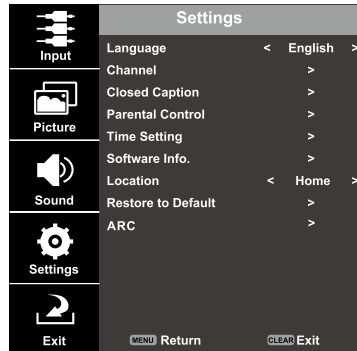 Input
Picture
Sound
Settings
Exit
Settings
Language < English >
Channel >
Closed Caption >
Parental Control >
Time Setting >
Software Info. >
Location < Home >
Restore to Default >
ARC >
MENU Return CLEAR Exit